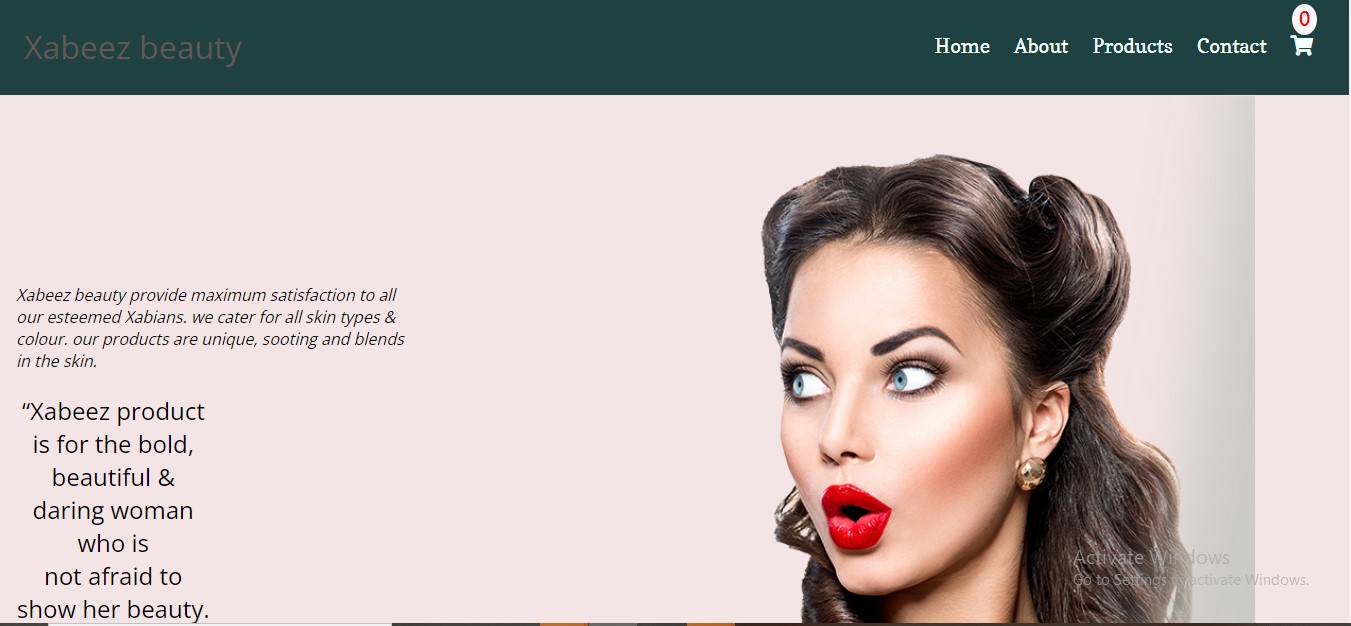 Xabeez beauty
Home About Products Contact
0
Xabeez beauty provide maximum satisfaction to all
our esteemed Xabians. we cater for all skin types &
colour. our products are unique, sooting and blends
in the skin.
“Xabeez product
is for the bold,
beautiful &
daring woman
who is
not afraid to
show her beauty.
Activate Windows
Go to Settings to activate Windows.